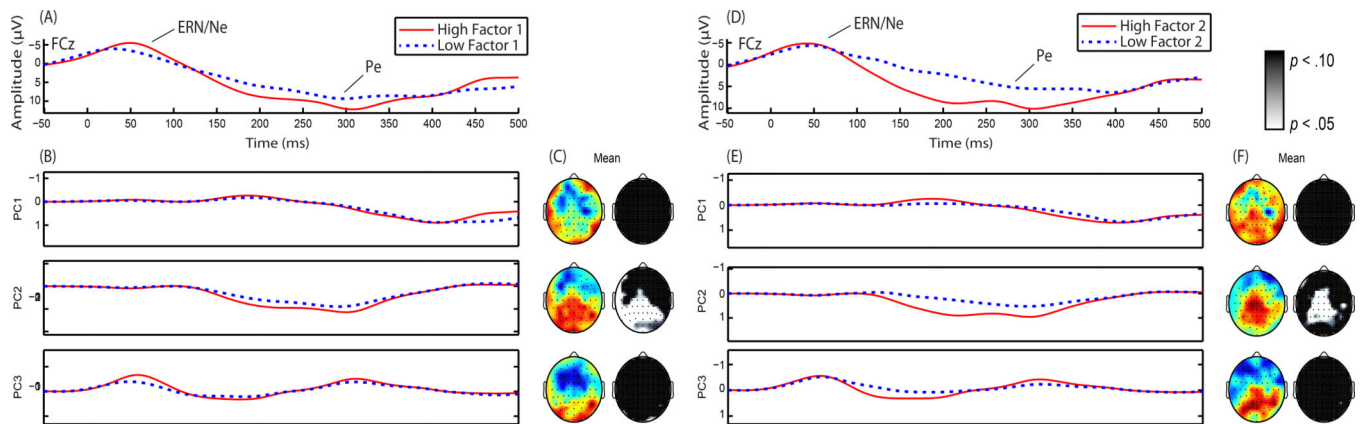 (A)
ERN/Ne
High Factor 1
Low Factor 1
FCz
Pe
Amplitude (µV)
-5
0
5
10
-50 0 50 100 150 200 250 300 350 400 450 500
Time (ms)
(D)
ERN/Ne
High Factor 2
Low Factor 2
FCz
Pe
Amplitude (µV)
-5
0
5
10
-50 0 50 100 150 200 250 300 350 400 450 500
Time (ms)
p < .10
p < .05
(B)
PC1
-1
0
1
PC2
PC3
(C) Mean
(E)
PC1
-1
0
1
PC2
-1
0
1
PC3
-1
0
1
(F) Mean